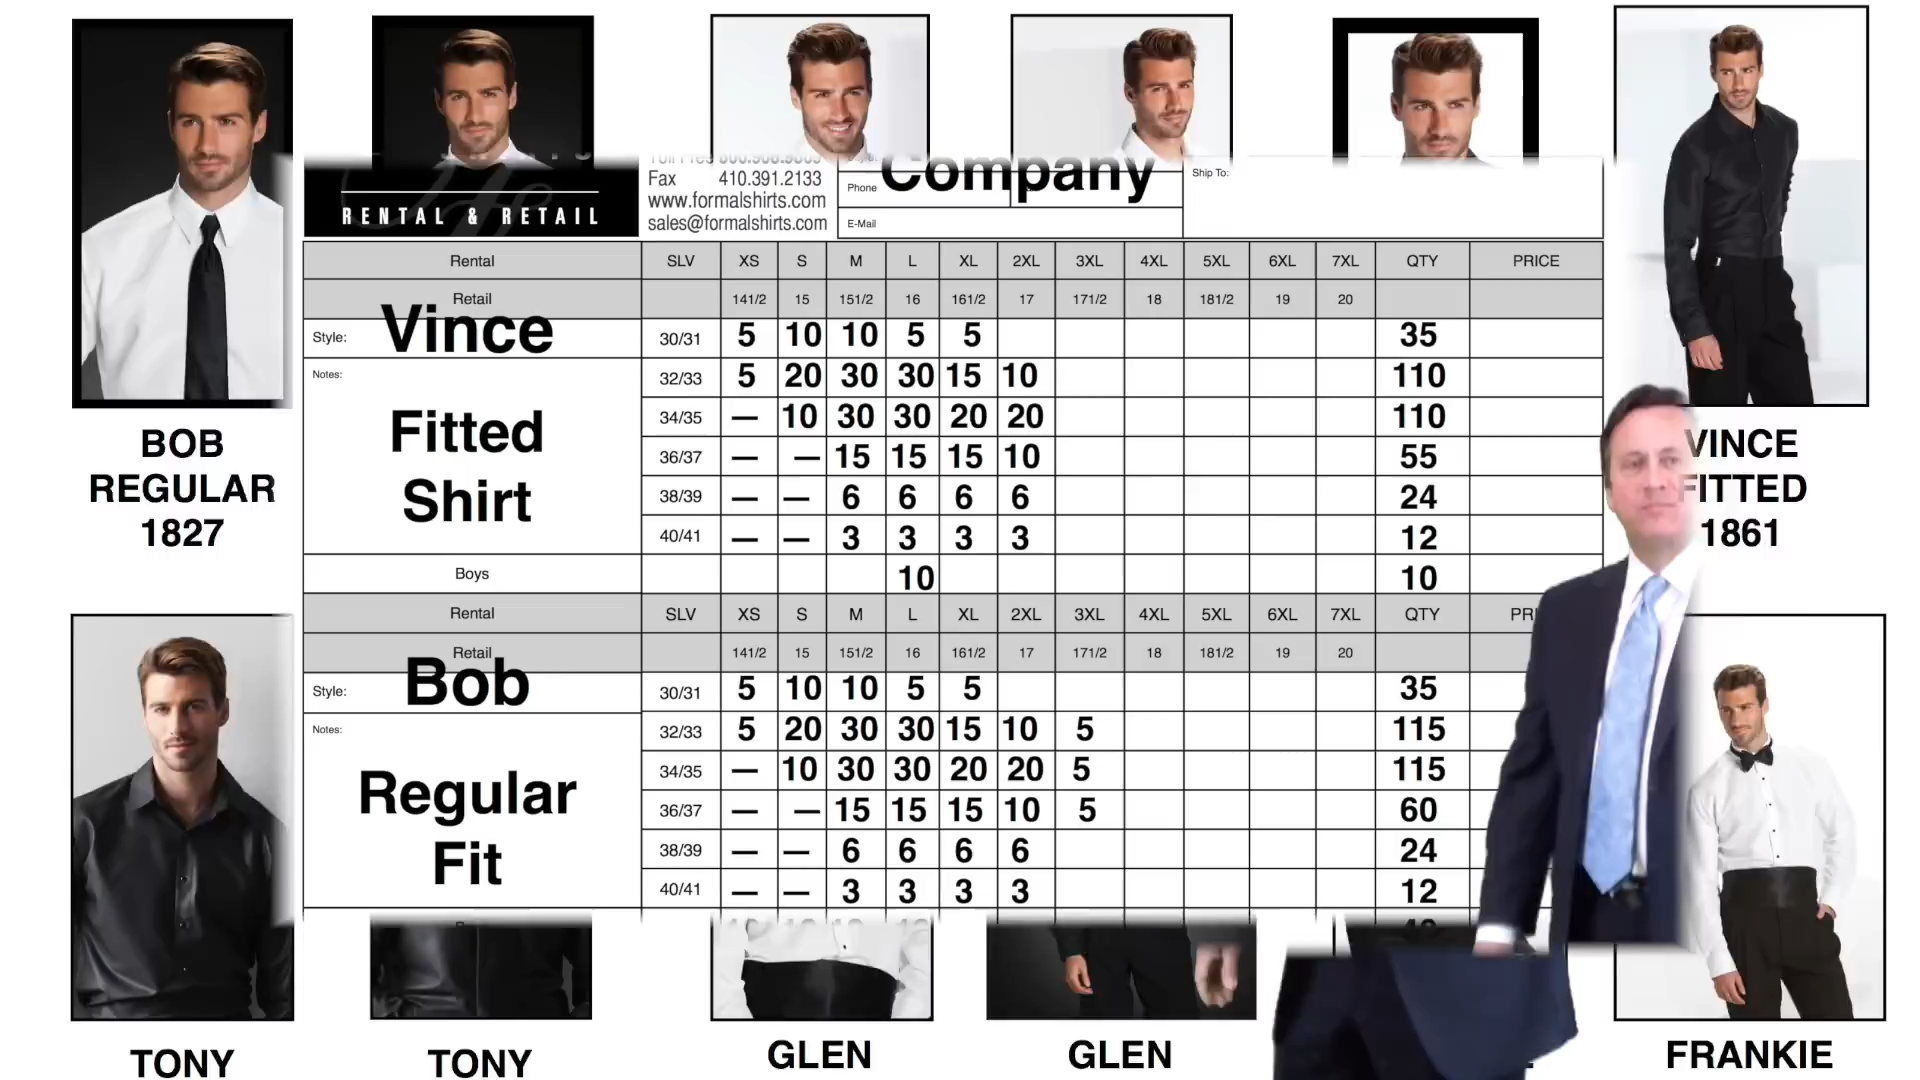 RENTAL & RETAIL
Fax 410.391.2133
www.formalshirts.com
sales@formalshirts.com
Company
Phone
E-Mail
Ship To:
Rental SLV XS S M L XL 2XL 3XL 4XL 5XL 6XL 7XL QTY PRICE
Retail 141/2 15 151/2 16 161/2 17 171/2 18 181/2 19 20
Style: Vince 30/31 5 10 10 5 5 35
Notes: 32/33 5 20 30 30 15 10 110
Fitted 34/35 — 10 30 30 20 20 110
36/37 — — 15 15 15 10 55
Shirt 38/39 — — 6 6 6 6 24
40/41 — — 3 3 3 3 12
Boys 10 10
Rental SLV XS S M L XL 2XL 3XL 4XL 5XL 6XL 7XL QTY PRI
Retail 141/2 15 151/2 16 161/2 17 171/2 18 181/2 19 20
Style: Bob 30/31 5 10 10 5 5 35
Notes: 32/33 5 20 30 30 15 10 5 115
34/35 — 10 30 30 20 20 5 115
Regular 36/37 — — 15 15 15 10 5 60
Fit 38/39 — — 6 6 6 6 24
40/41 — — 3 3 3 3 12
BOB
REGULAR
1827
VINCE
FITTED
1861
TONY
TONY
GLEN
GLEN
FRANKIE